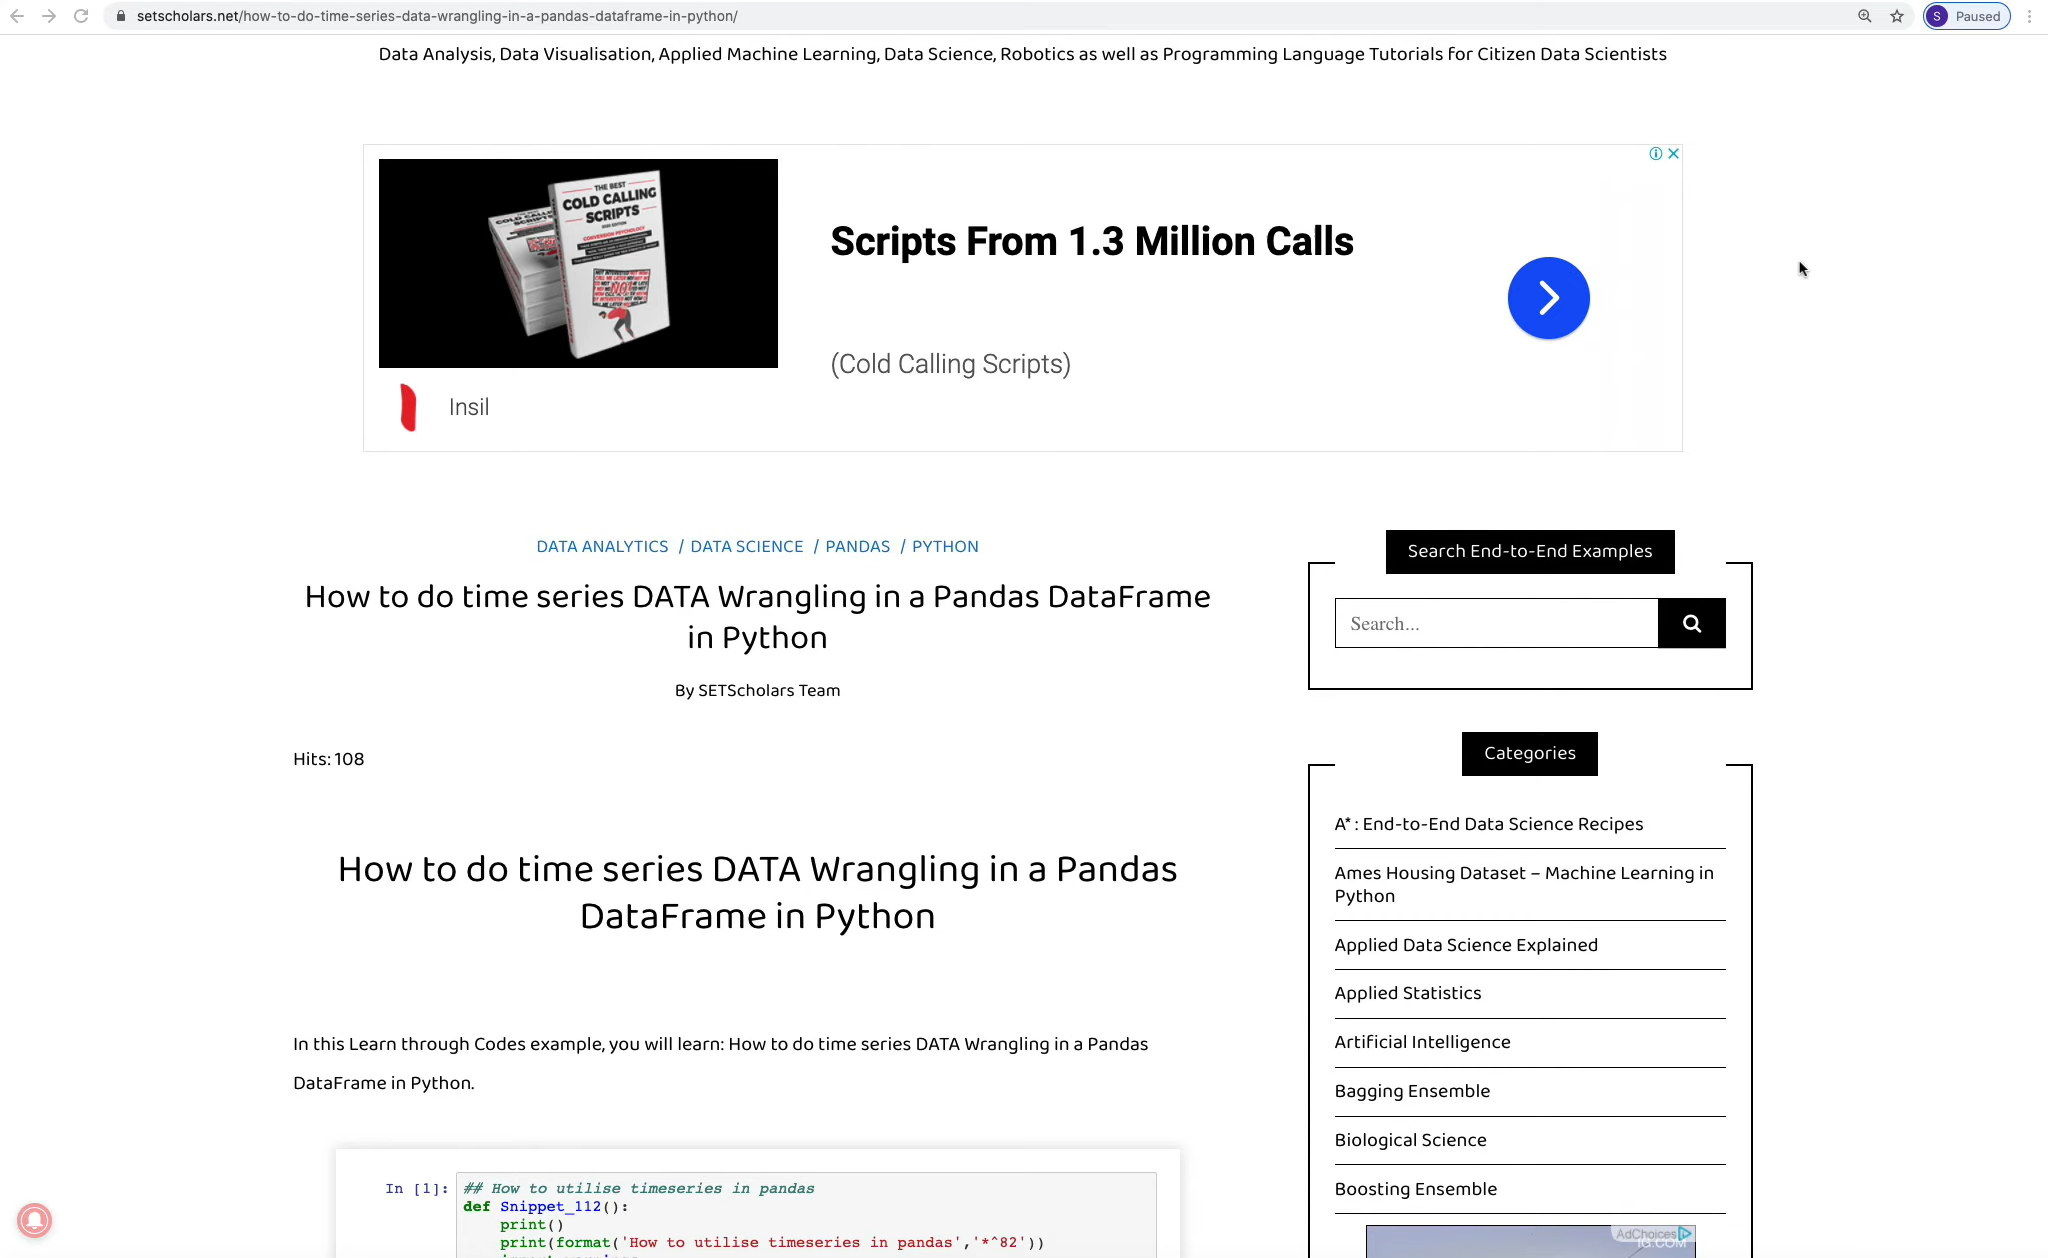 setscholars.net/how-to-do-time-series-data-wrangling-in-a-pandas-dataframe-in-python/
S Paused
Data Analysis, Data Visualisation, Applied Machine Learning, Data Science, Robotics as well as Programming Language Tutorials for Citizen Data Scientists
THE BEST
COLD CALLING
SCRIPTS
Scripts From 1.3 Million Calls
(Cold Calling Scripts)
Insil
DATA ANALYTICS / DATA SCIENCE / PANDAS / PYTHON
How to do time series DATA Wrangling in a Pandas DataFrame
in Python
By SETScholars Team
Hits: 108
How to do time series DATA Wrangling in a Pandas
DataFrame in Python
In this Learn through Codes example, you will learn: How to do time series DATA Wrangling in a Pandas
DataFrame in Python.
In [1]: ## How to utilise timeseries in pandas
def Snippet_112():
print()
print(format('How to utilise timeseries in pandas','*^82'))
Search End-to-End Examples
Search...
Categories
A* : End-to-End Data Science Recipes
Ames Housing Dataset – Machine Learning in
Python
Applied Data Science Explained
Applied Statistics
Artificial Intelligence
Bagging Ensemble
Biological Science
Boosting Ensemble
AdChoices
IG.COM